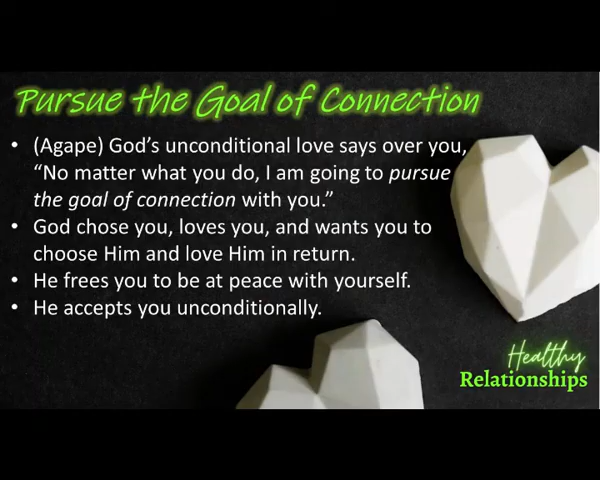 Pursue the Goal of Connection
• (Agape) God's unconditional love says over you,
"No matter what you do, I am going to pursue
the goal of connection with you."
• God chose you, loves you, and wants you to
choose Him and love Him in return.
• He frees you to be at peace with yourself.
• He accepts you unconditionally.
Healthy
Relationships